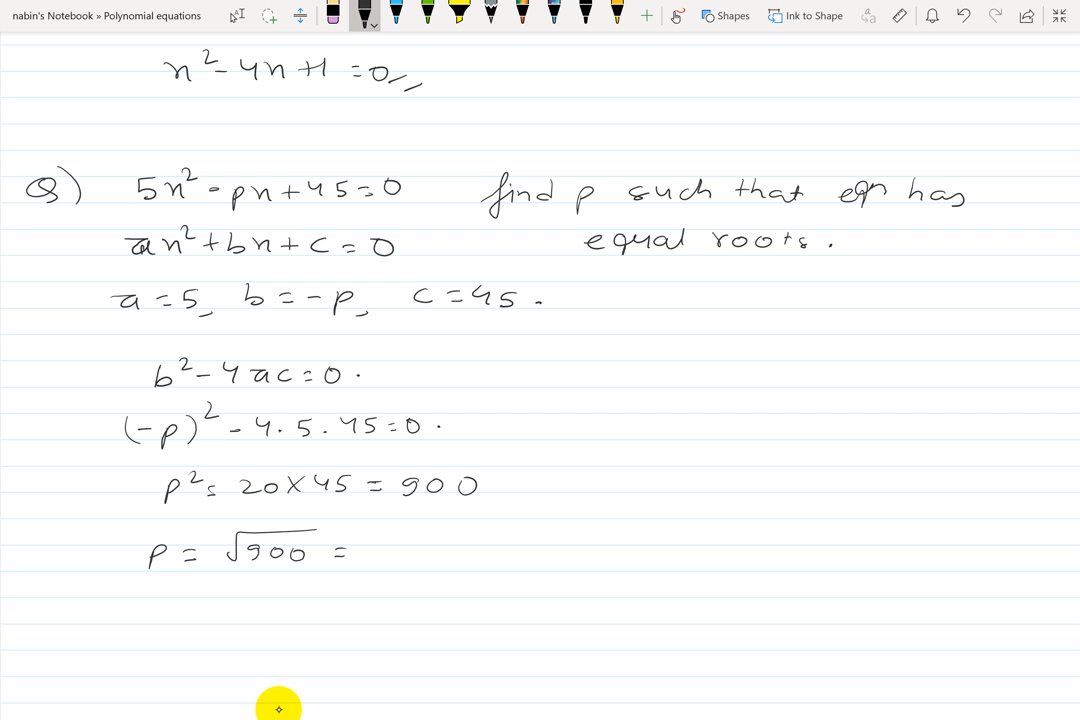 nabin's Notebook » Polynomial equations Shapes Ink to Shape
x² - 4x + 1 = 0
Q) 5x² - px + 45 = 0 find p such that eqn has
ax² + bx + c = 0 equal roots.
a = 5, b = -p, c = 45.
b² - 4ac = 0.
(-p)² - 4.5.45 = 0.
p² = 20 × 45 = 900
p = √900 =